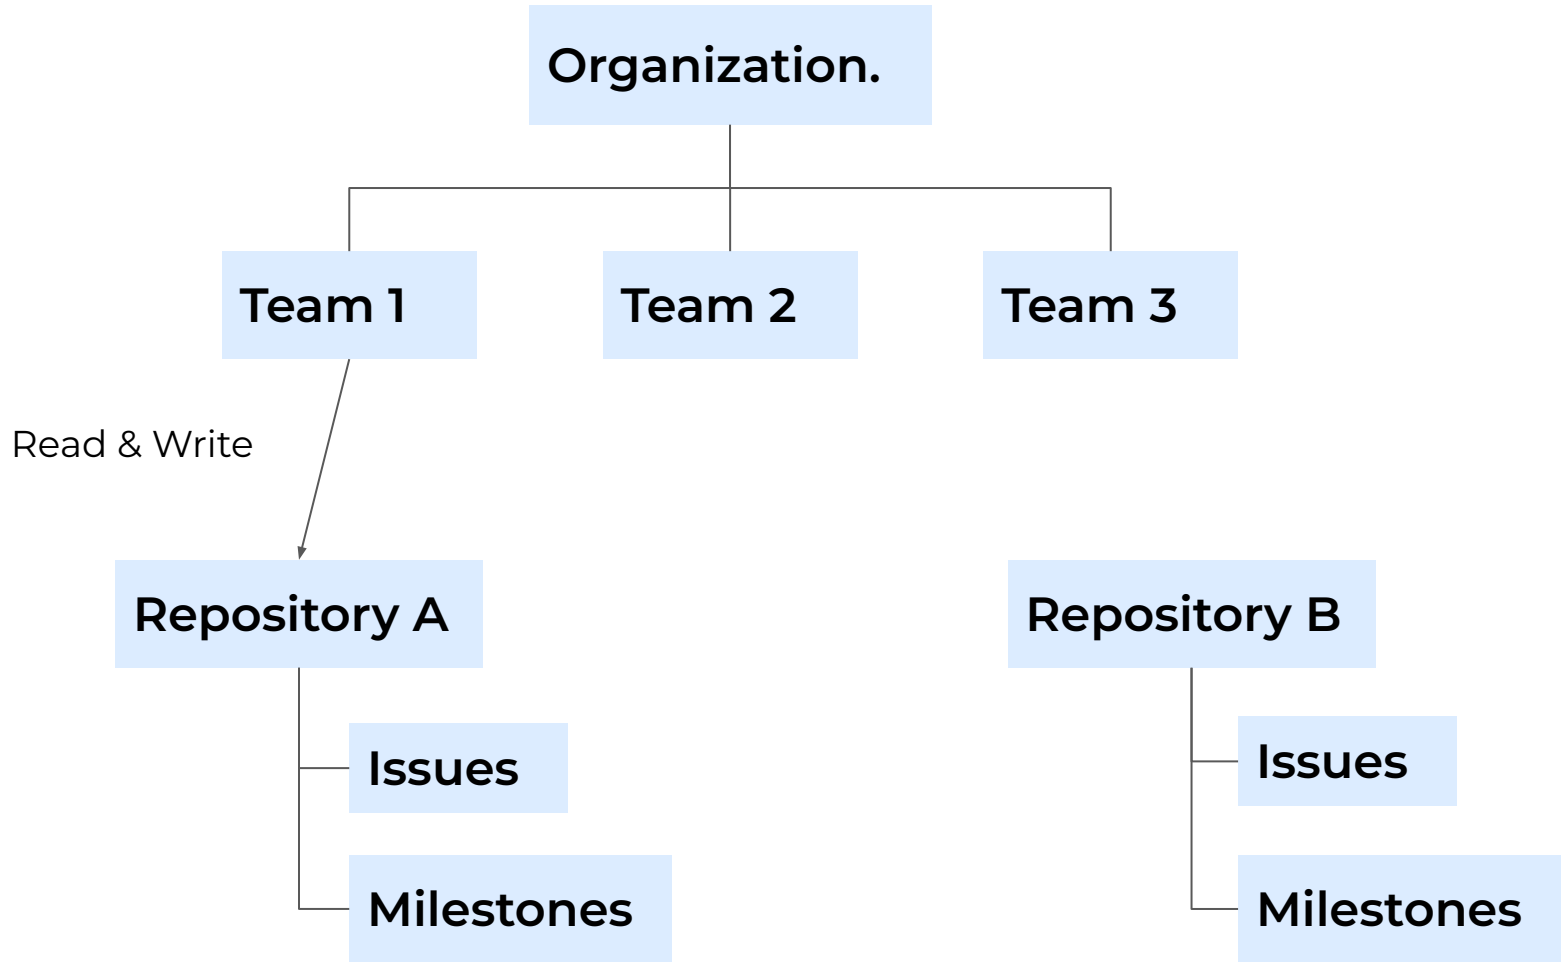 Organization.
Team 1
Team 2
Team 3
Read & Write
Repository A
Repository B
Issues
Issues
Milestones
Milestones